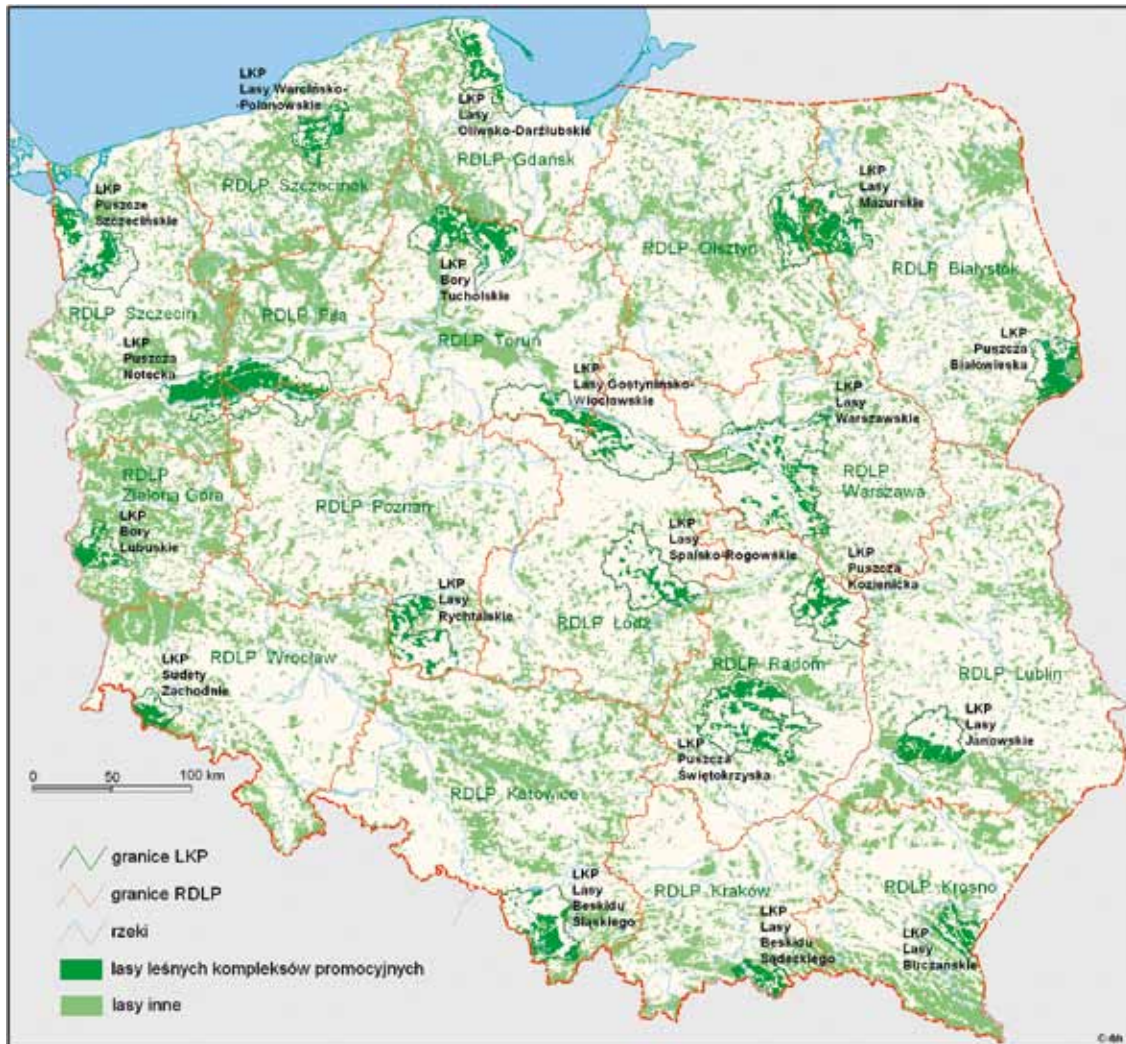 LKP
Lasy Warcińsko-
-Polanowskie
LKP
Lasy
Oliwsko-Darżlubskie
RDLP Gdańsk
RDLP Szczecinek
LKP
Puszcze
Szczecińskie
LKP
Lasy
Mazurskie
LKP
Bory
Tucholskie
RDLP Olsztyn
RDLP Białystok
RDLP Szczecin
RDLP Piła
RDLP Toruń
LKP
Puszcza
Notecka
LKP
Puszcza
Białowieska
LKP
Lasy Gostynińsko-
Włocławskie
LKP
Lasy
Warszawskie
RDLP
Zielona Góra
RDLP Poznań
RDLP
Warszawa
LKP
Bory
Lubuskie
LKP
Lasy
Spalsko-Rogowskie
LKP
Puszcza
Kozienicka
LKP
Lasy
Rychtalskie
RDLP Łódź
RDLP Wrocław
RDLP Radom
RDLP Lublin
LKP
Sudety
Zachodnie
LKP
Lasy
Janowskie
LKP
Puszcza
Świętokrzyska
0 50 100 km
RDLP Katowice
granice LKP
granice RDLP
rzeki
lasy leśnych kompleksów promocyjnych
lasy inne
LKP
Lasy
Beskidu
Śląskiego
RDLP Kraków
RDLP Krosno
LKP
Lasy
Beskidu
Sądeckiego
LKP
Lasy
Birczańskie